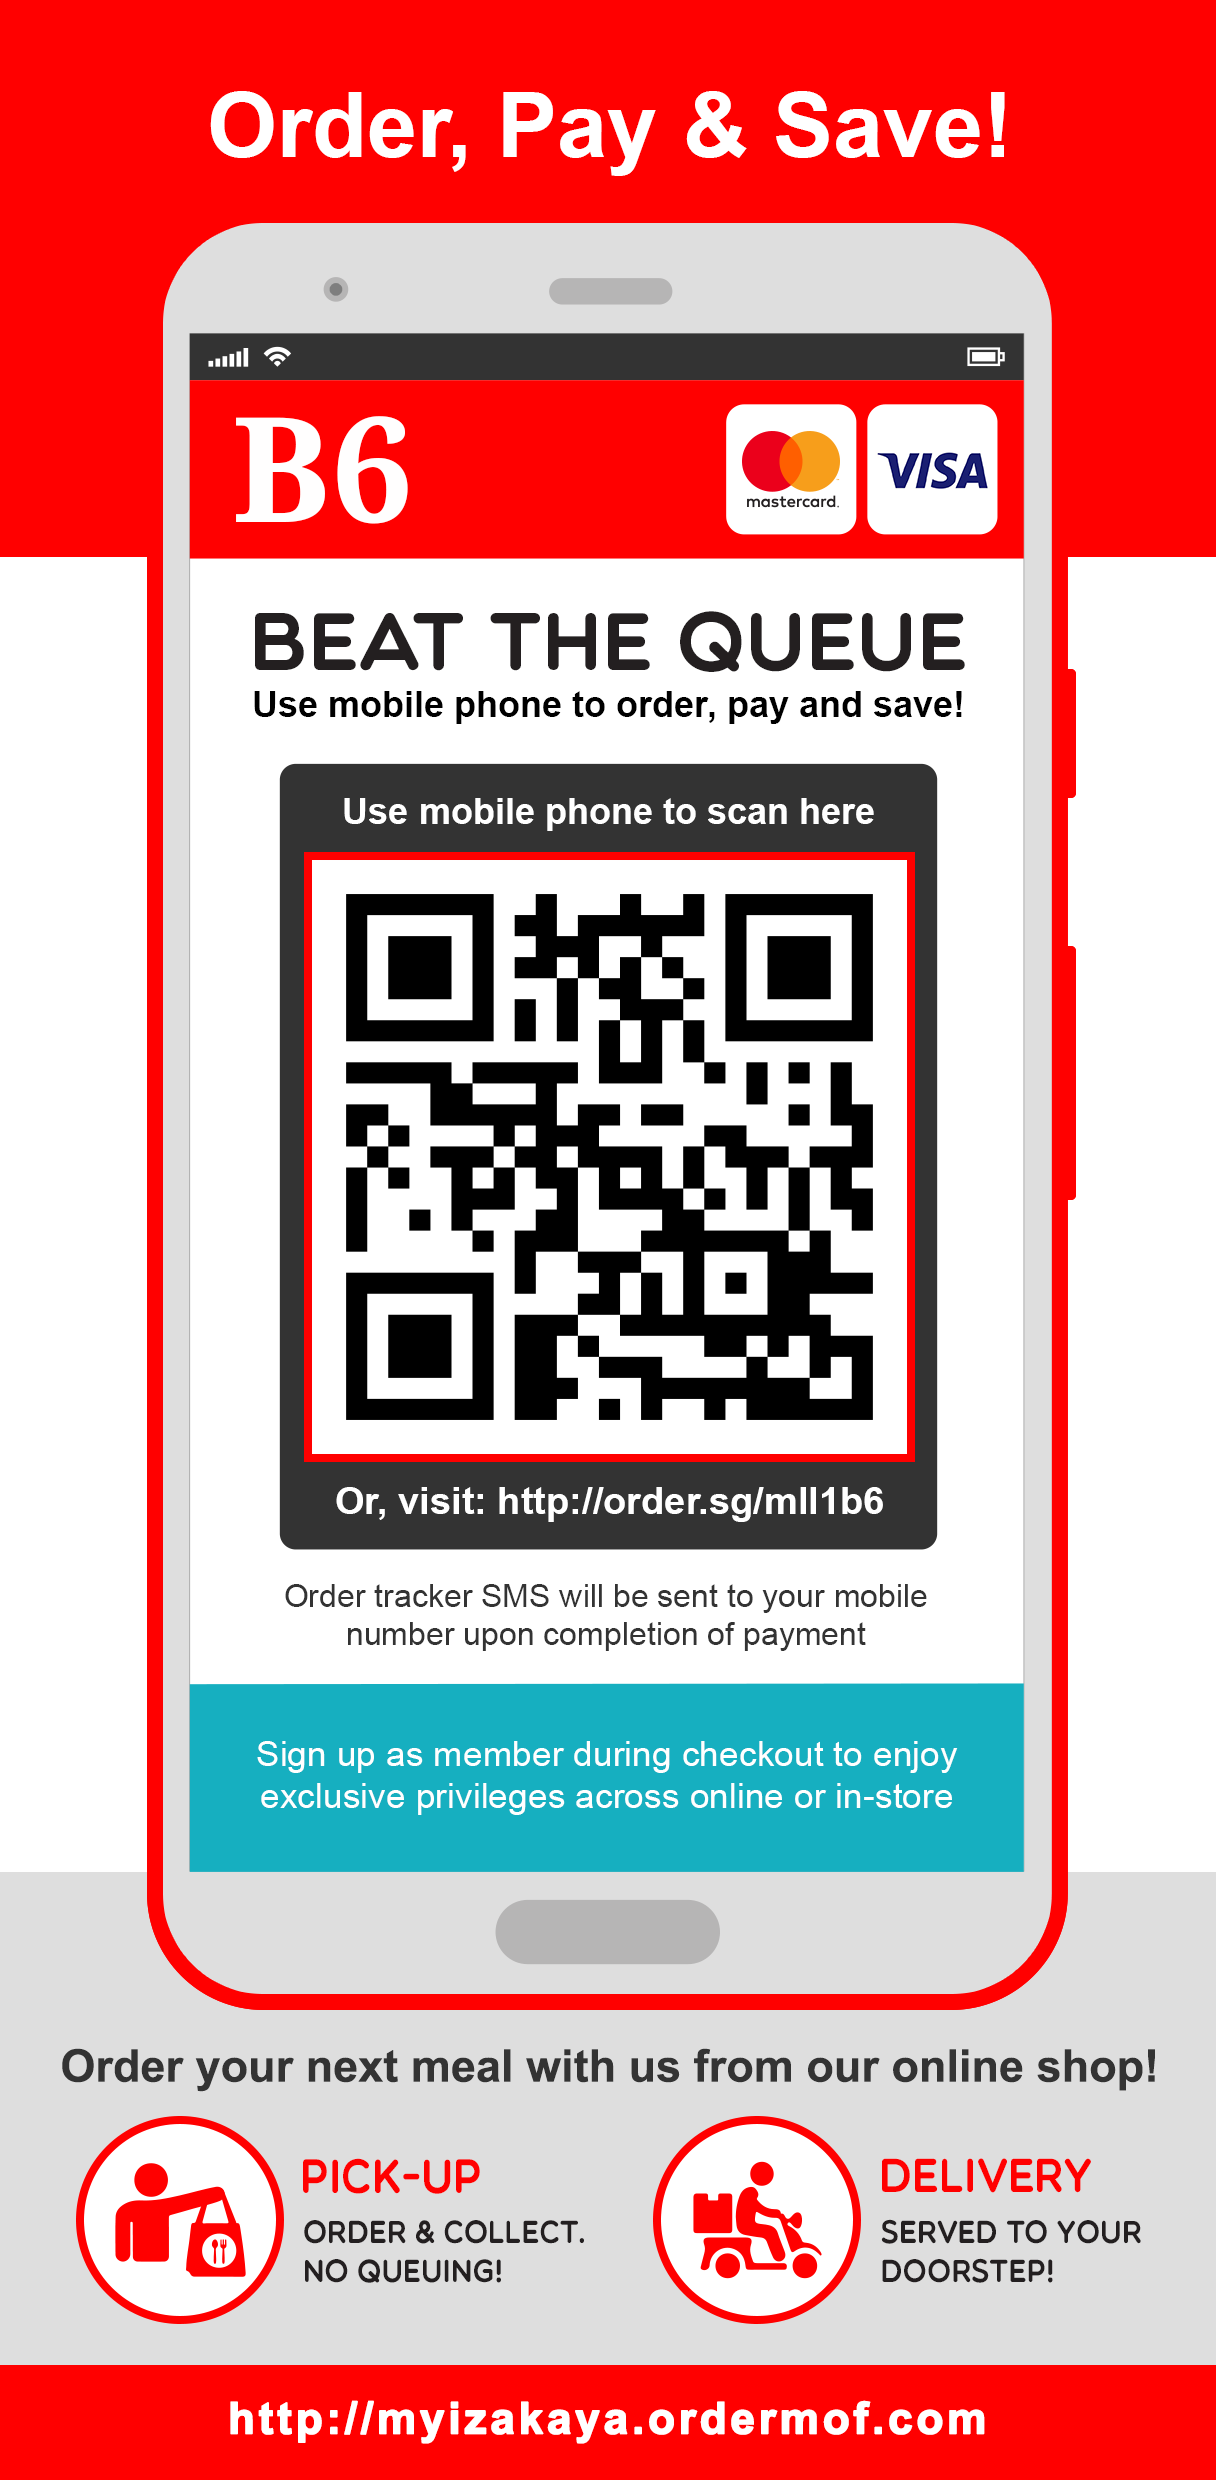 Order, Pay & Save!
B6
mastercard.
VISA
BEAT THE QUEUE
Use mobile phone to order, pay and save!
Use mobile phone to scan here
Or, visit: http://order.sg/mll1b6
Order tracker SMS will be sent to your mobile
number upon completion of payment
Sign up as member during checkout to enjoy
exclusive privileges across online or in-store
Order your next meal with us from our online shop!
PICK-UP
ORDER & COLLECT.
NO QUEUING!
DELIVERY
SERVED TO YOUR
DOORSTEP!
http://myizakaya.ordermof.com